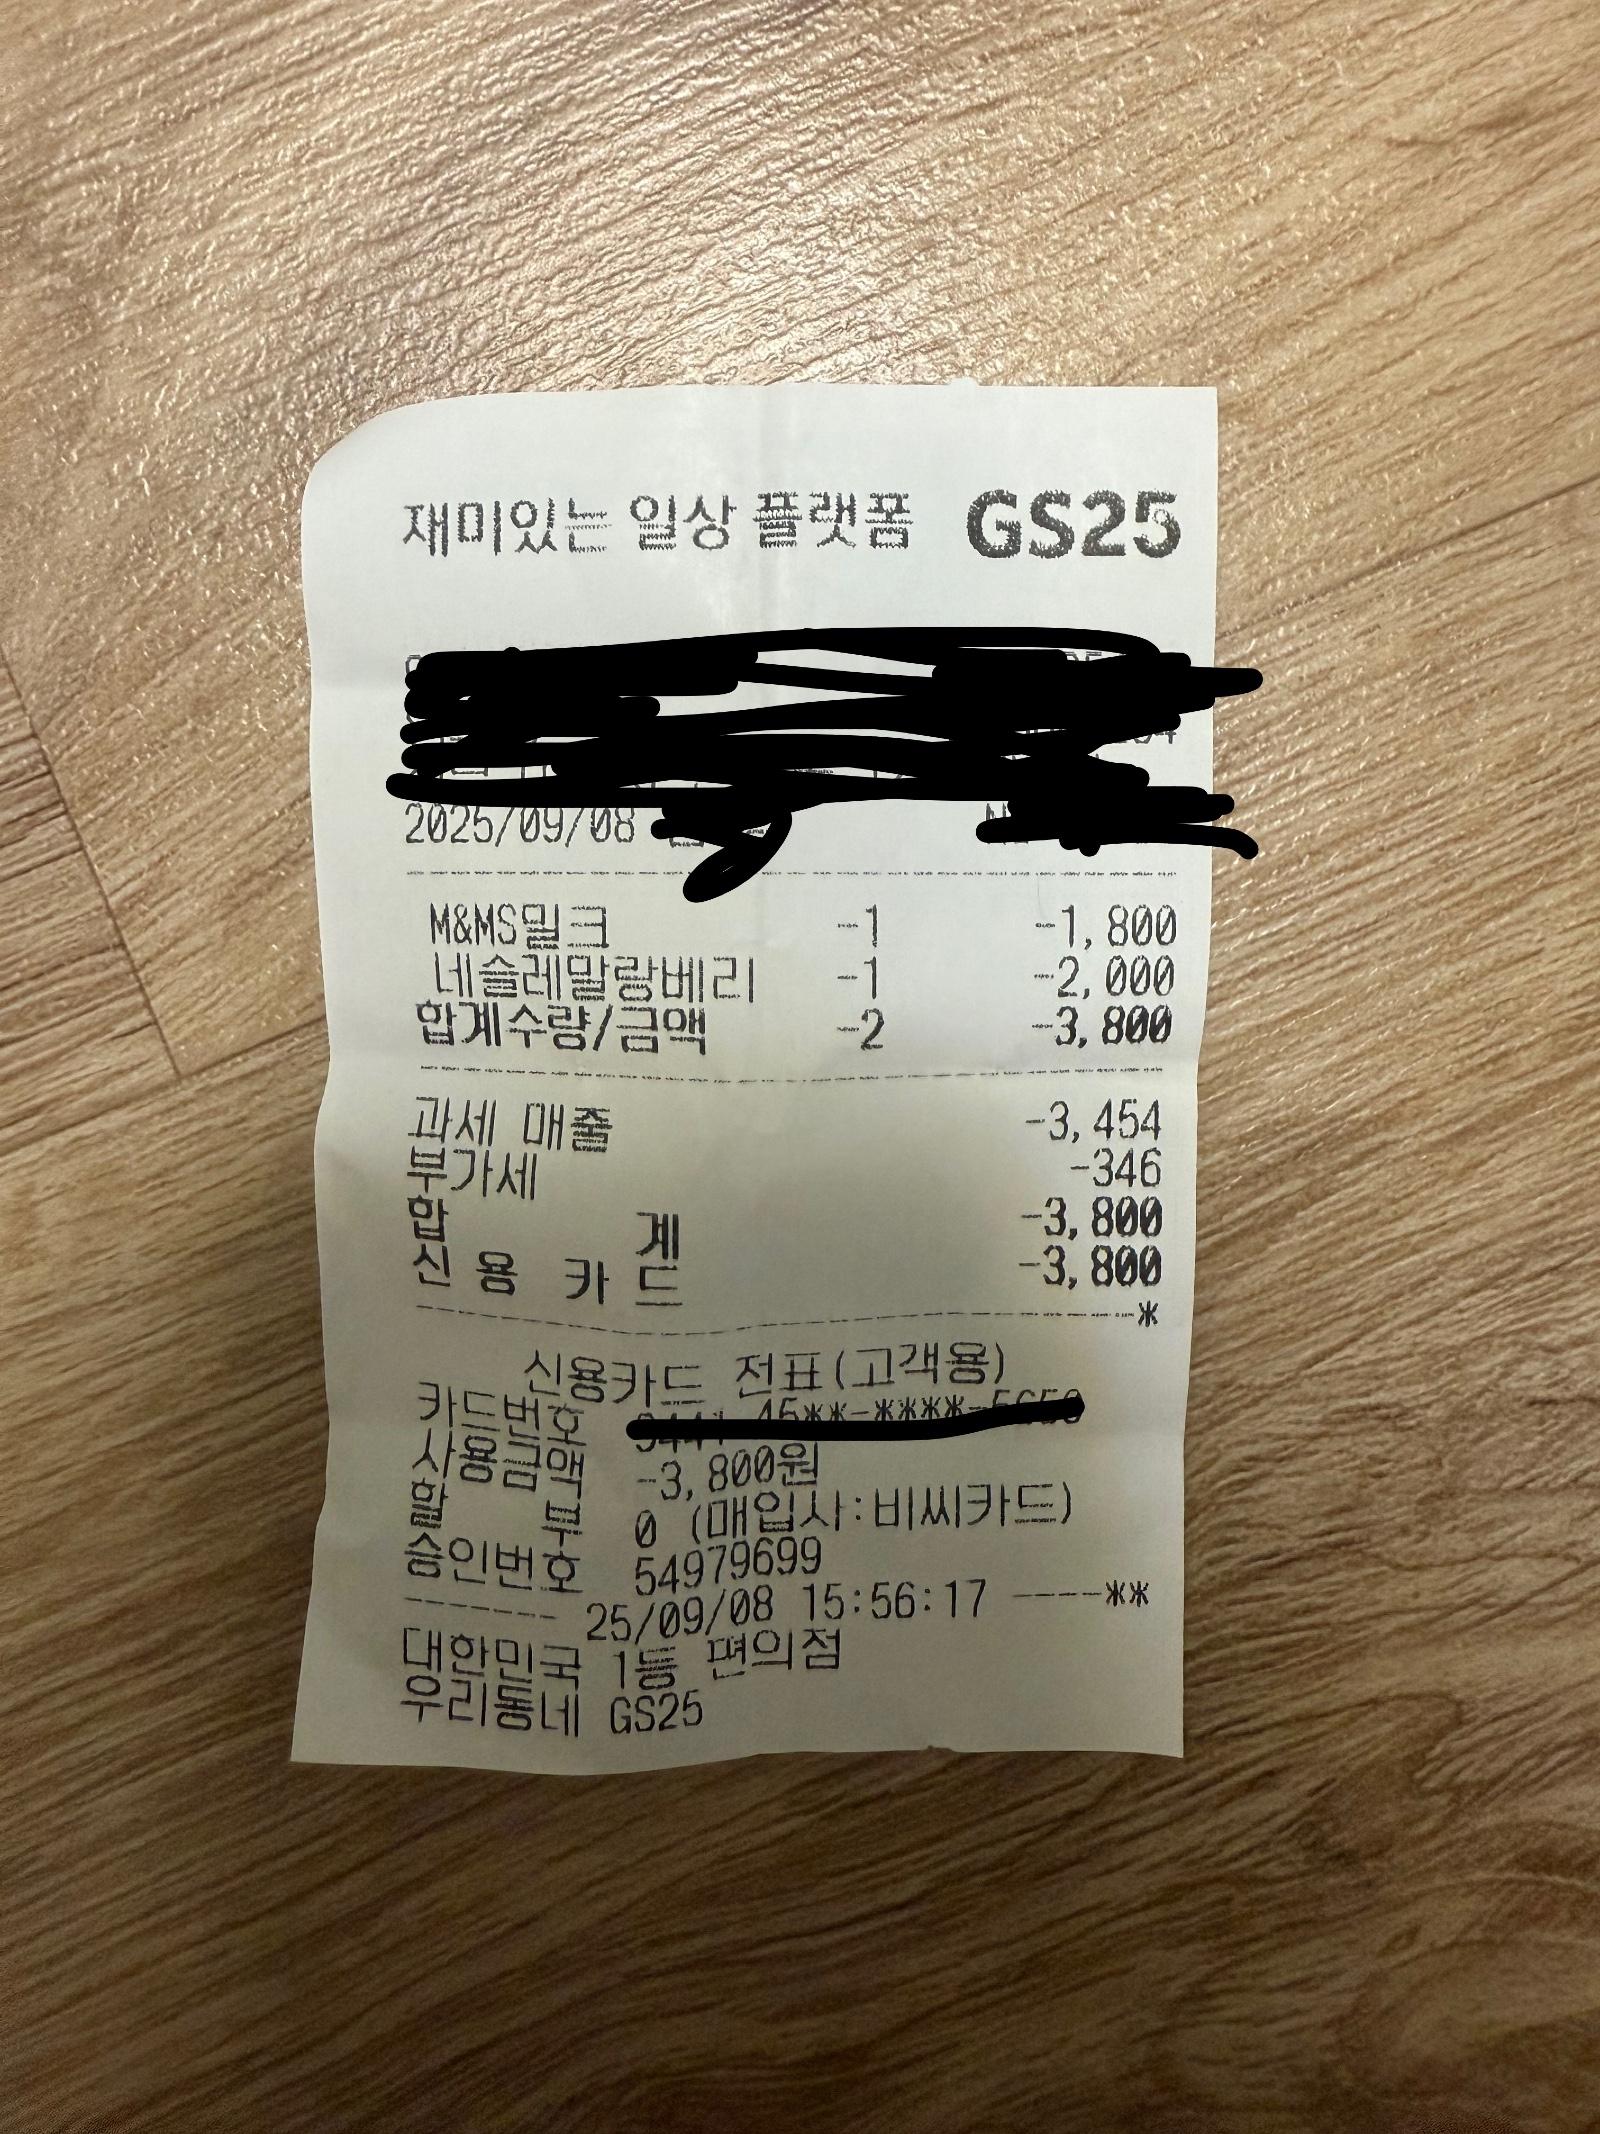 재미있는 일상 플랫폼 GS25
2025/09/08
M&MS밀크 -1 -1,800
네슬레말랑베리 -1 -2,000
합계수량/금액 -2 -3,800
과세 매출 -3,454
부가세 -346
합 계 -3,800
신 용 카 드 -3,800
*
신용카드 전표(고객용)
카드번호
사용금액 -3,800원
할 부 0 (매입사:비씨카드)
승인번호 54979699
------- 25/09/08 15:56:17 ----**
대한민국 1등 편의점
우리동네 GS25